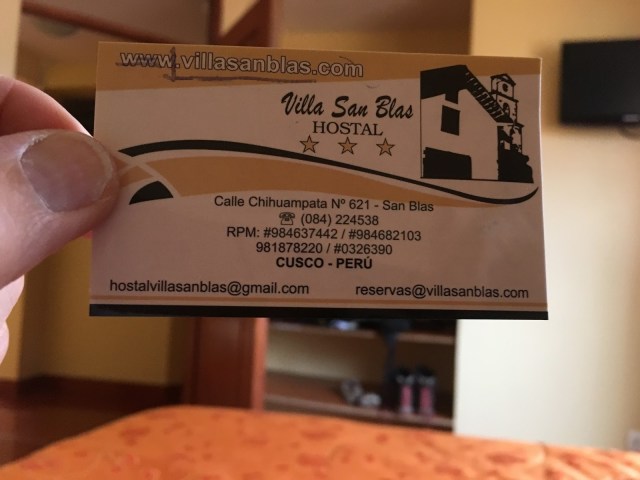 www.villasanblas.com
Villa San Blas
HOSTAL
Calle Chihuampata Nº 621 - San Blas
☎ (084) 224538
RPM: #984637442 / #984682103
981878220 / #0326390
CUSCO - PERÚ
hostalvillasanblas@gmail.com reservas@villasanblas.com